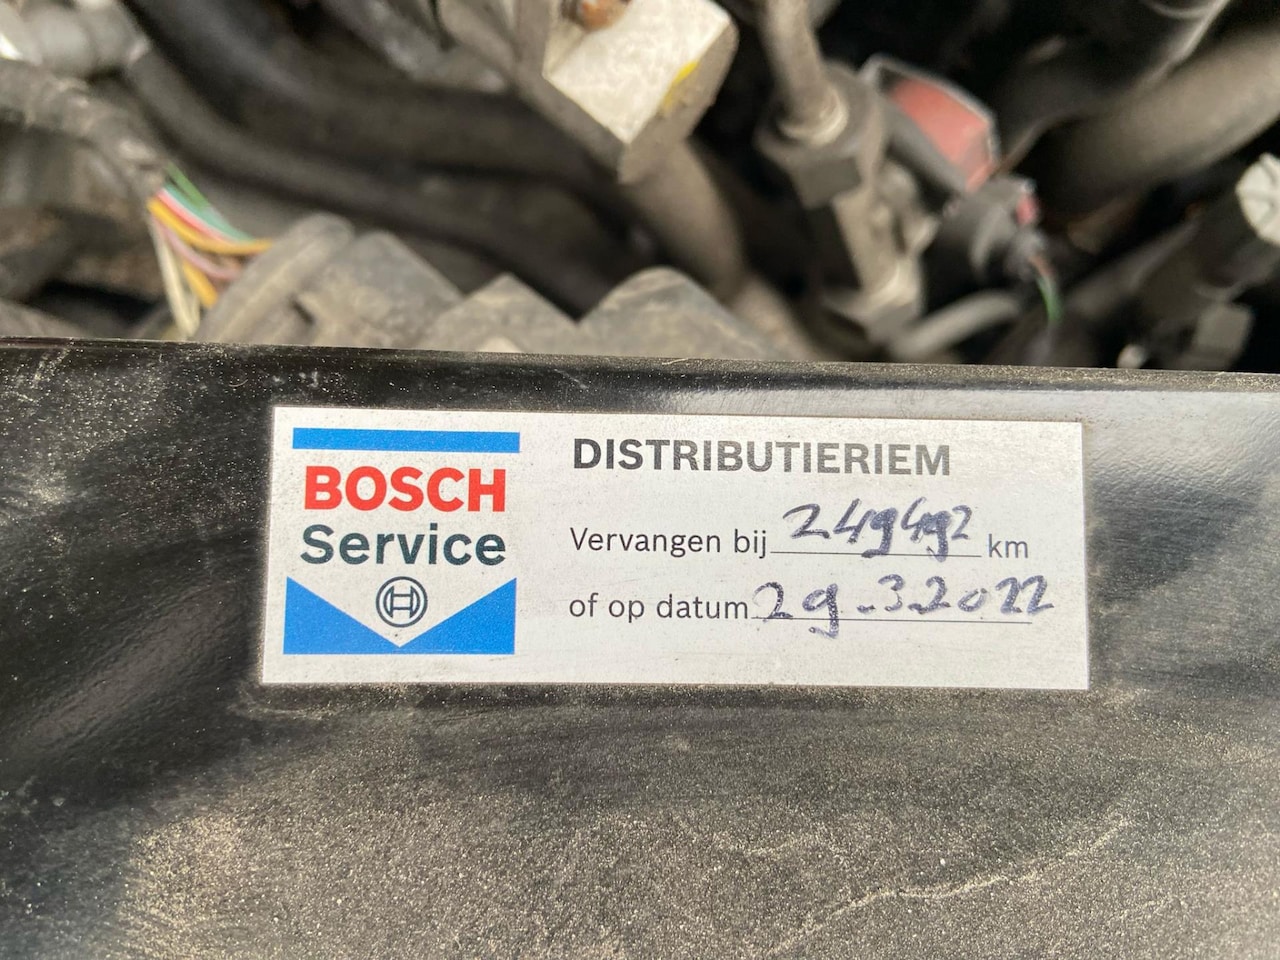 BOSCH
Service
DISTRIBUTIERIEM
Vervangen bij 249492 km
of op datum 29.3.2022